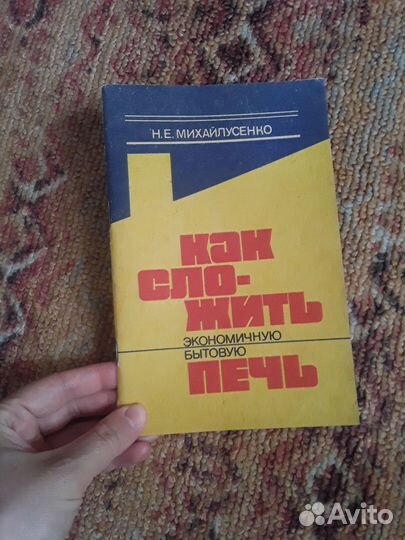 Н.Е. МИХАЙЛУСЕНКО
КАК
СЛО-
ЖИТЬ
ЭКОНОМИЧНУЮ
БЫТОВУЮ
ПЕЧЬ
Avito